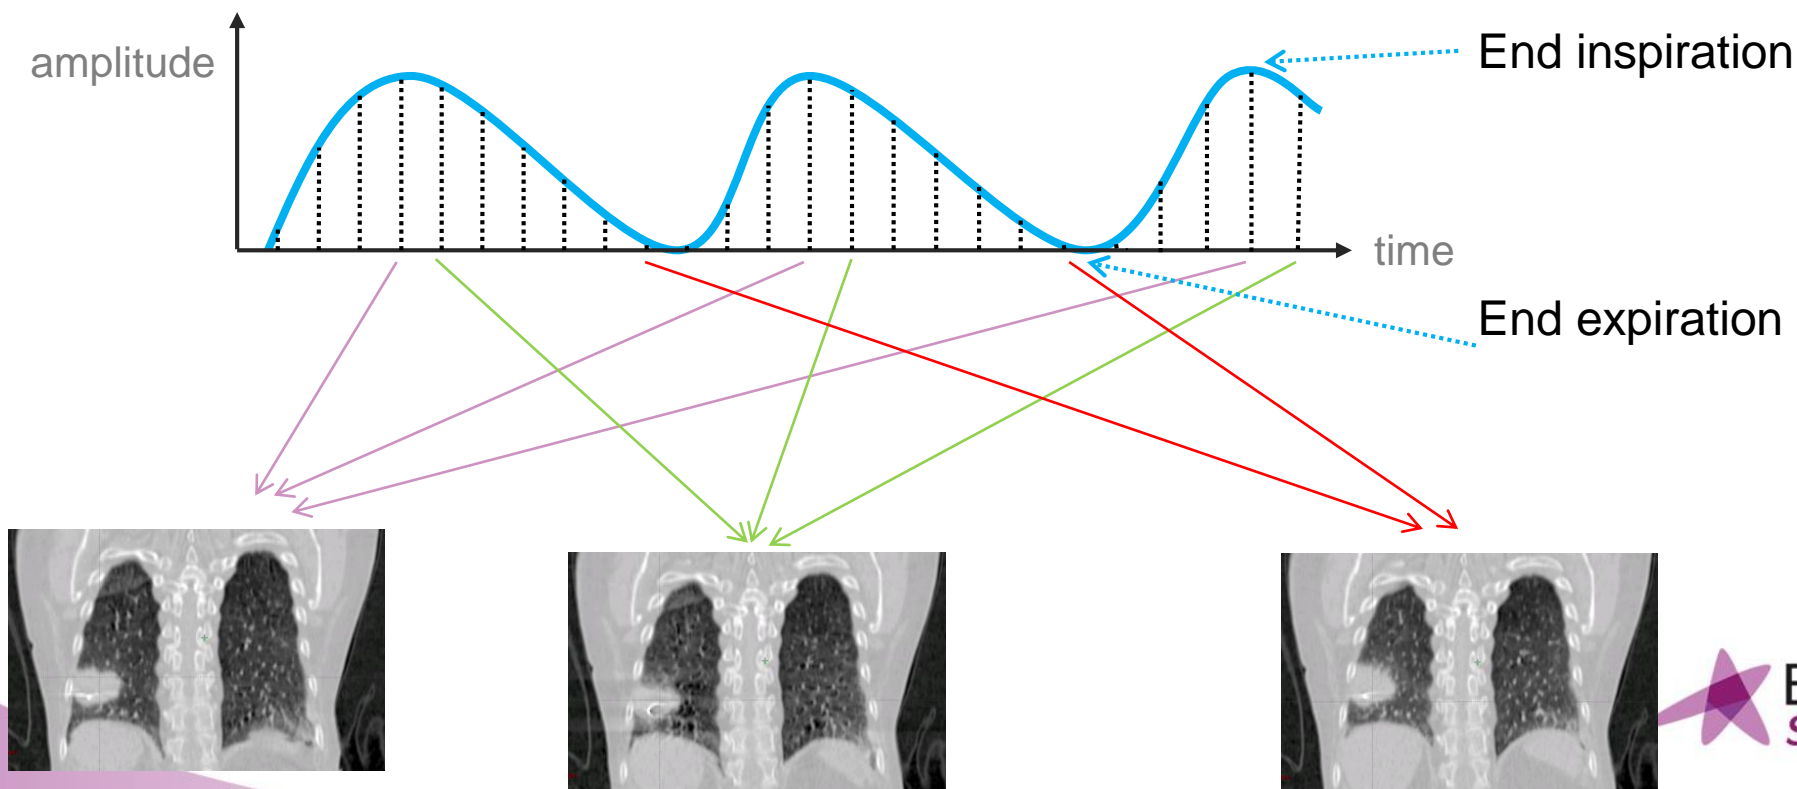 amplitude
End inspiration
time
End expiration